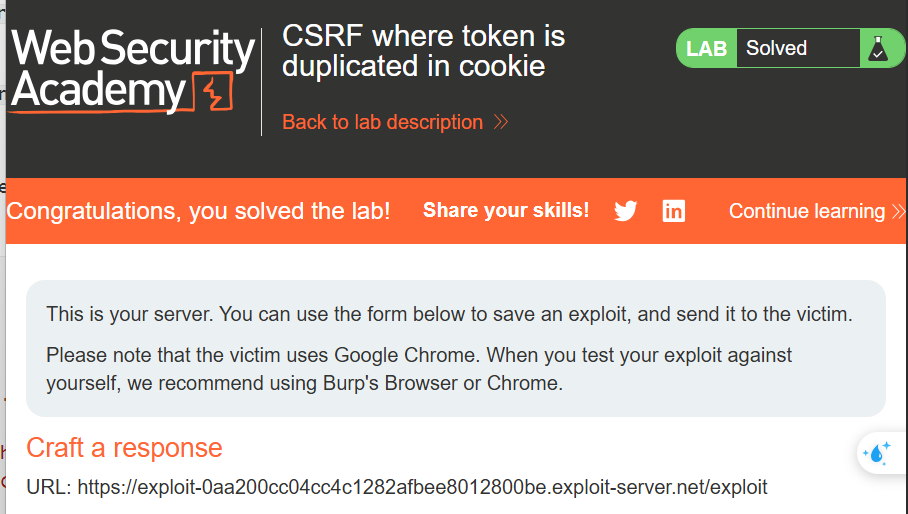 Web Security
Academy
CSRF where token is
duplicated in cookie
Back to lab description
LAB Solved
Congratulations, you solved the lab! Share your skills! Continue learning
This is your server. You can use the form below to save an exploit, and send it to the victim.
Please note that the victim uses Google Chrome. When you test your exploit against
yourself, we recommend using Burp's Browser or Chrome.
Craft a response
URL: https://exploit-0aa200cc04cc4c1282afbee8012800be.exploit-server.net/exploit